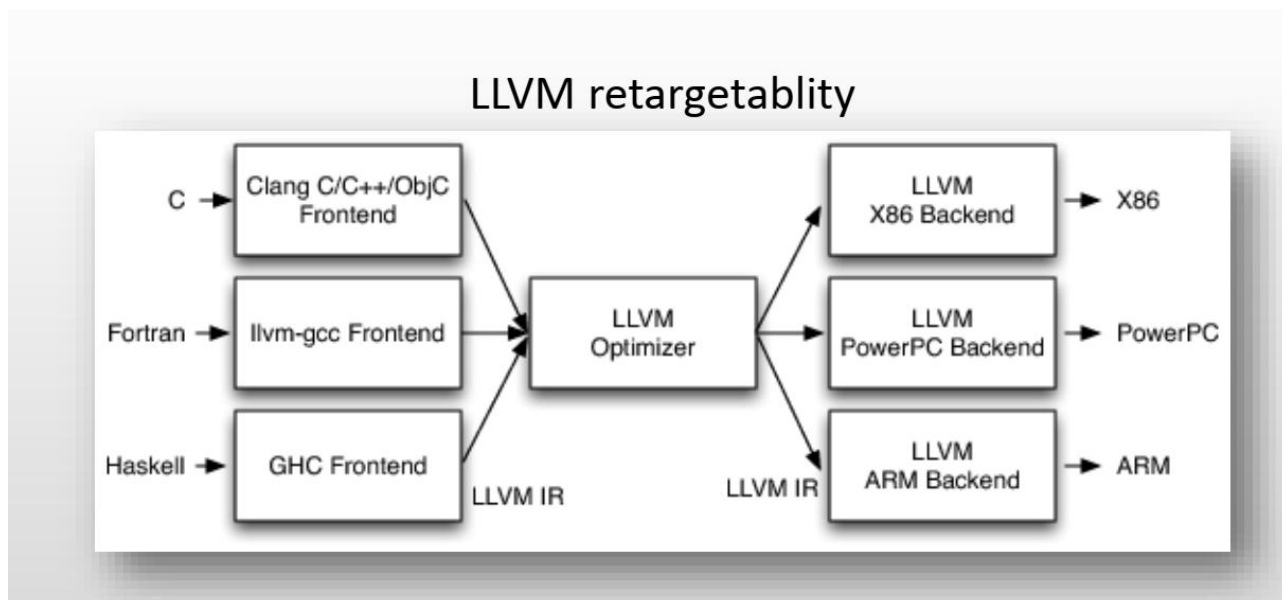 LLVM retargetablity
C
Clang C/C++/ObjC
Frontend
LLVM
X86 Backend
X86
Fortran
llvm-gcc Frontend
LLVM
Optimizer
LLVM
PowerPC Backend
PowerPC
Haskell
GHC Frontend
LLVM IR
LLVM IR
LLVM
ARM Backend
ARM